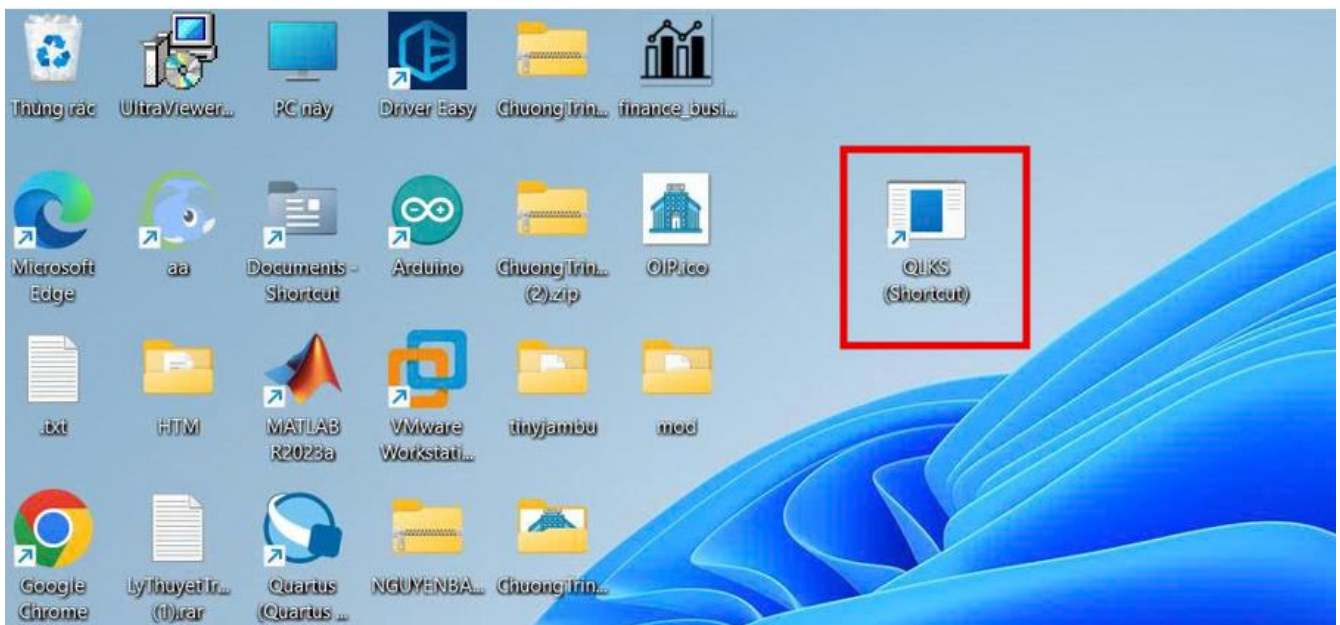 Thùng rác
UltraViewer...
PC này
Driver Easy
ChuongTrin...
finance_busi...
Microsoft
Edge
aa
Documents -
Shortcut
Arduino
ChuongTrin...
(2).zip
OIP.ico
QLKS
(Shortcut)
.txt
HTM
MATLAB
R2023a
VMware
Workstati...
tinyjambu
mod
Google
Chrome
LyThuyetTr...
(1).rar
Quartus
(Quartus ...
NGUYENBA...
ChuongTrin...